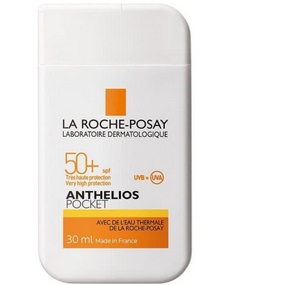 LA ROCHE-POSAY
LABORATOIRE DERMATOLOGIQUE
50+ spf
Très haute protection
Very high protection
UVB + UVA
ANTHELIOS
POCKET
AVEC DE L'EAU THERMALE
DE LA ROCHE-POSAY
30 ml Made in France